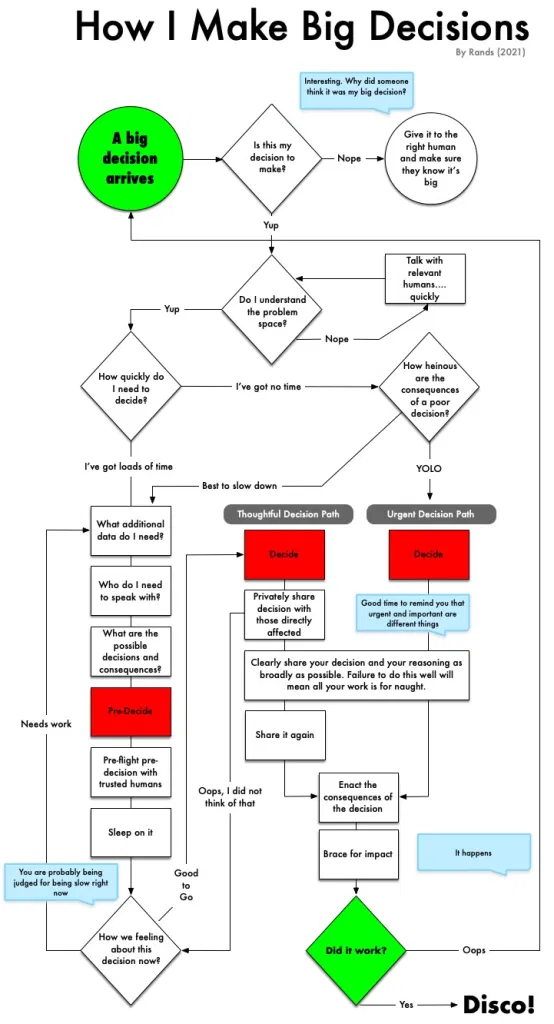 How I Make Big Decisions
By Rands (2021)
Interesting. Why did someone
think it was my big decision?
A big
decision
arrives
Is this my
decision to
make?
Nope
Give it to the
right human
and make sure
they know it's
big
Yup
Talk with
relevant
humans....
quickly
Do I understand
the problem
space?
Yup
Nope
How quickly do
I need to
decide?
I've got no time
How heinous
are the
consequences
of a poor
decision?
I've got loads of time
Best to slow down
YOLO
Thoughtful Decision Path
Urgent Decision Path
What additional
data do I need?
Decide
Decide
Who do I need
to speak with?
Privately share
decision with
those directly
affected
Good time to remind you that
urgent and important are
different things
What are the
possible
decisions and
consequences?
Clearly share your decision and your reasoning as
broadly as possible. Failure to do this well will
mean all your work is for naught.
Pre-Decide
Needs work
Share it again
Pre-flight pre-
decision with
trusted humans
Oops, I did not
think of that
Enact the
consequences of
the decision
Sleep on it
Brace for impact
It happens
You are probably being
judged for being slow right
now
Good
to
Go
How we feeling
about this
decision now?
Did it work?
Oops
Yes
Disco!